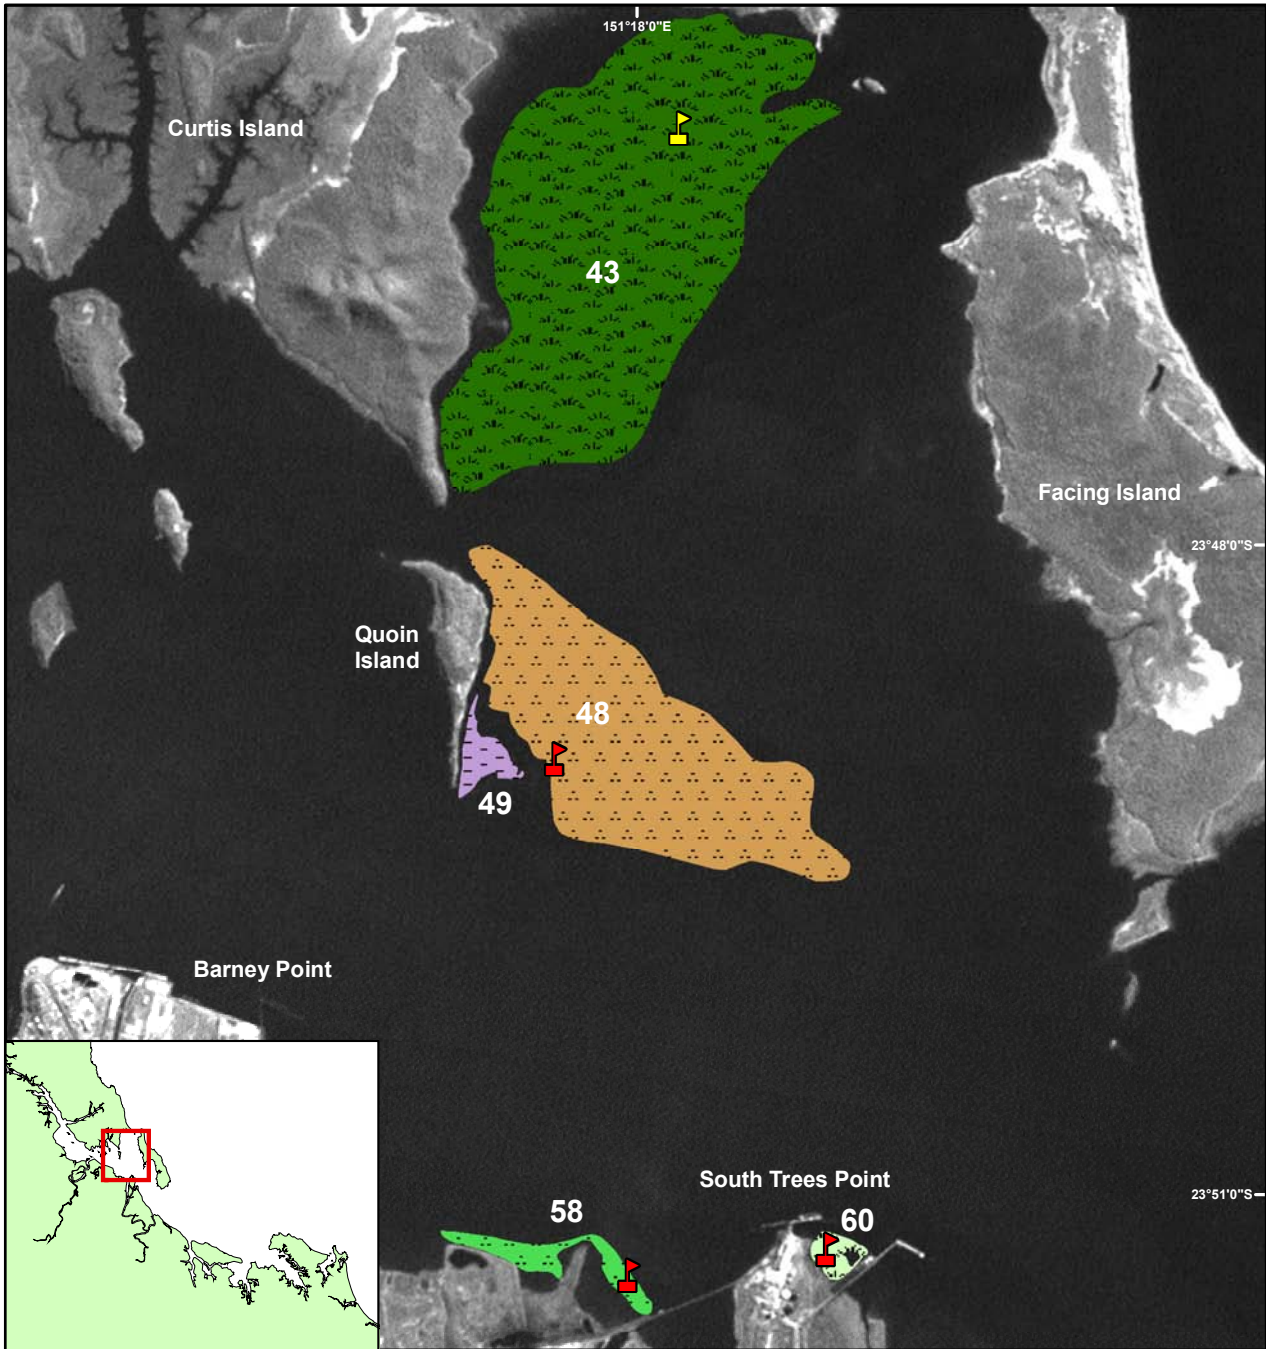 151°18'0"E
Curtis Island
43
Facing Island
23°48'0"S
Quoin
Island
48
49
Barney Point
South Trees Point
23°51'0"S
58
60